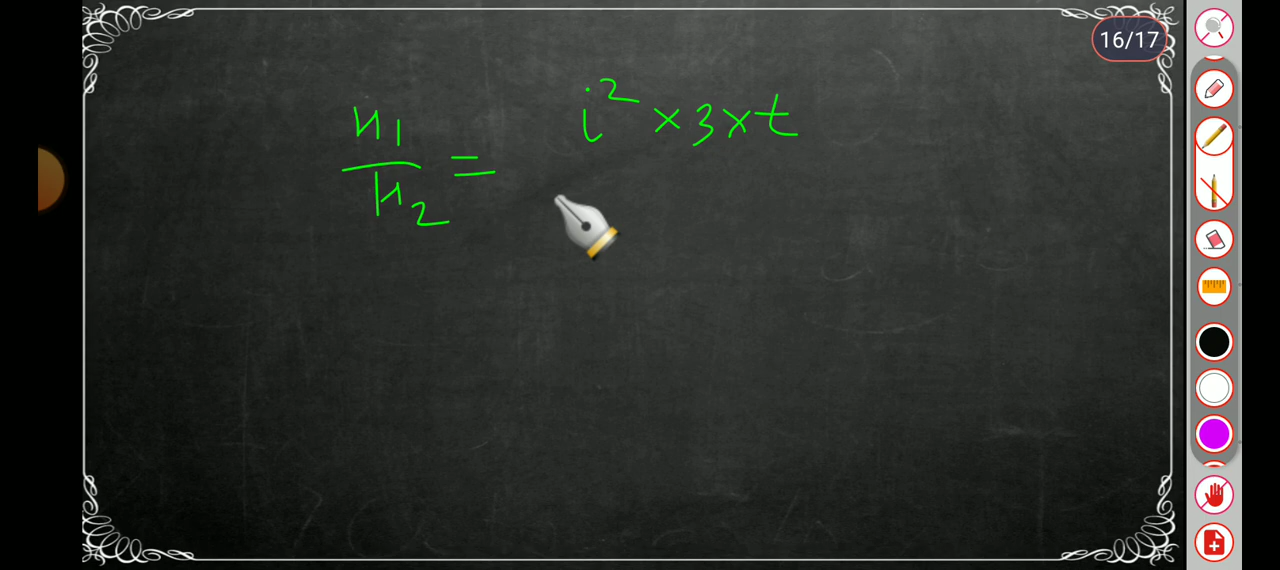 16/17
H₁/H₂ = i² × 3 × t